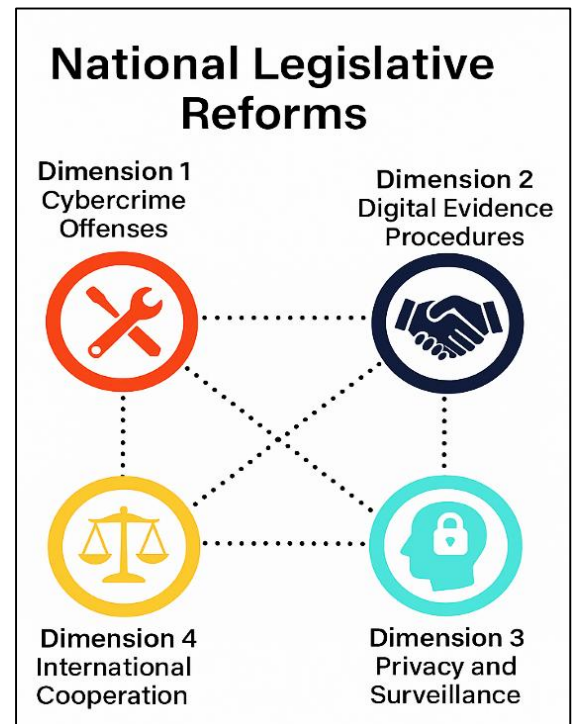 National Legislative
Reforms
Dimension 1
Cybercrime
Offenses
Dimension 2
Digital Evidence
Procedures
Dimension 4
International
Cooperation
Dimension 3
Privacy and
Surveillance